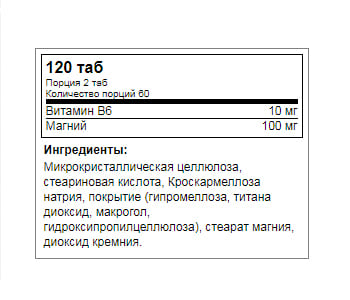 120 таб
Порция 2 таб
Количество порций 60
Витамин B6 10 мг
Магний 100 мг
Ингредиенты:
Микрокристаллическая целлюлоза,
стеариновая кислота, Кроскармеллоза
натрия, покрытие (гипромеллоза, титана
диоксид, макрогол,
гидроксипропилцеллюлоза), стеарат магния,
диоксид кремния.